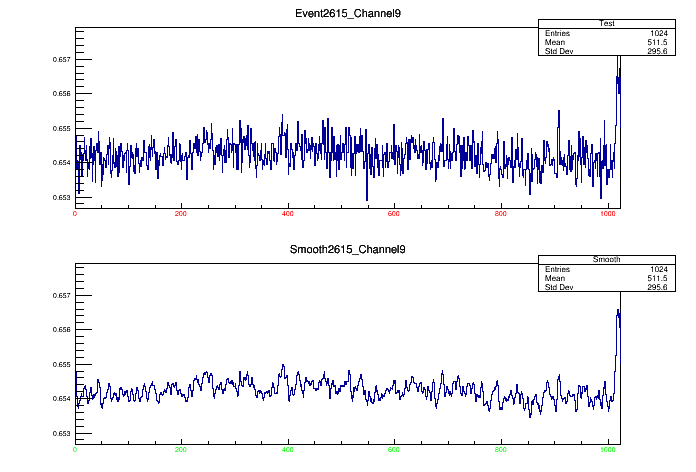 Event2615_Channel9
Test
Entries 1024
Mean 511.5
Std Dev 295.6
0.657
0.656
0.655
0.654
0.653
0 200 400 600 800 1000
Smooth2615_Channel9
Smooth
Entries 1024
Mean 511.5
Std Dev 295.6
0.657
0.656
0.655
0.654
0.653
0 200 400 600 800 1000